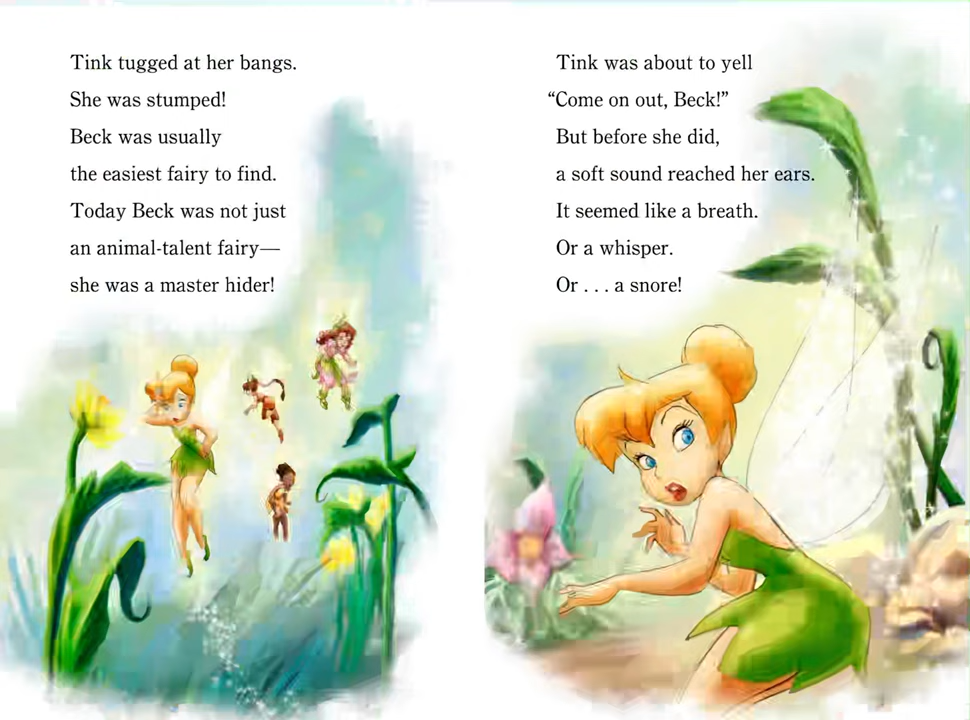 Tink tugged at her bangs.
She was stumped!
Beck was usually
the easiest fairy to find.
Today Beck was not just
an animal-talent fairy—
she was a master hider!
Tink was about to yell
“Come on out, Beck!”
But before she did,
a soft sound reached her ears.
It seemed like a breath.
Or a whisper.
Or . . . a snore!